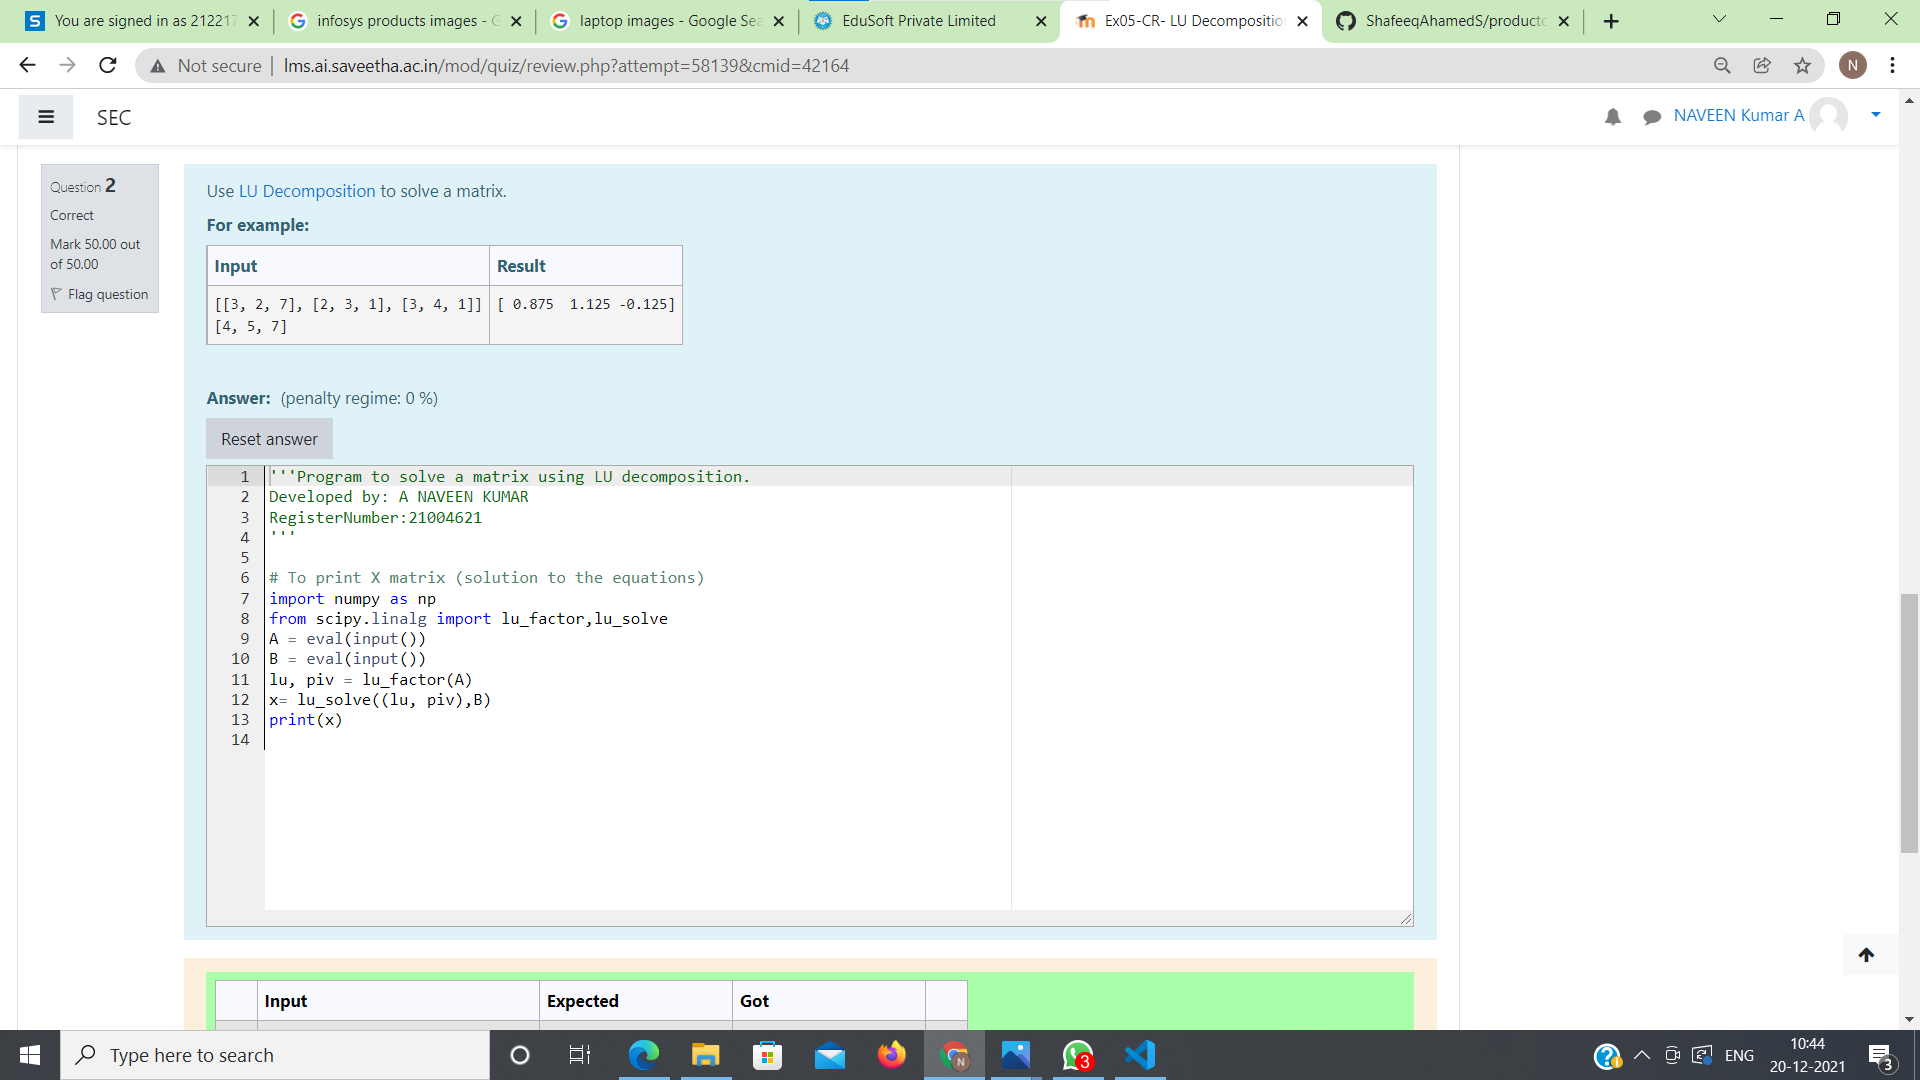 You are signed in as 212217
infosys products images - G
laptop images - Google Sea
EduSoft Private Limited
Ex05-CR- LU Decomposition
ShafeeqAhamedS/productc
Not secure
lms.ai.saveetha.ac.in/mod/quiz/review.php?attempt=58139&cmid=42164
N
SEC
NAVEEN Kumar A
Question 2
Correct
Mark 50.00 out
of 50.00
Flag question
Use LU Decomposition to solve a matrix.
For example:
Input Result
[[3, 2, 7], [2, 3, 1], [3, 4, 1]] [ 0.875  1.125 -0.125]
[4, 5, 7]
Answer: (penalty regime: 0 %)
Reset answer
1 '''Program to solve a matrix using LU decomposition.
2 Developed by: A NAVEEN KUMAR
3 RegisterNumber:21004621
4 '''
5
6 # To print X matrix (solution to the equations)
7 import numpy as np
8 from scipy.linalg import lu_factor,lu_solve
9 A = eval(input())
10 B = eval(input())
11 lu, piv = lu_factor(A)
12 x= lu_solve((lu, piv),B)
13 print(x)
14
Input Expected Got
Type here to search
N
3
ENG
10:44
20-12-2021
3